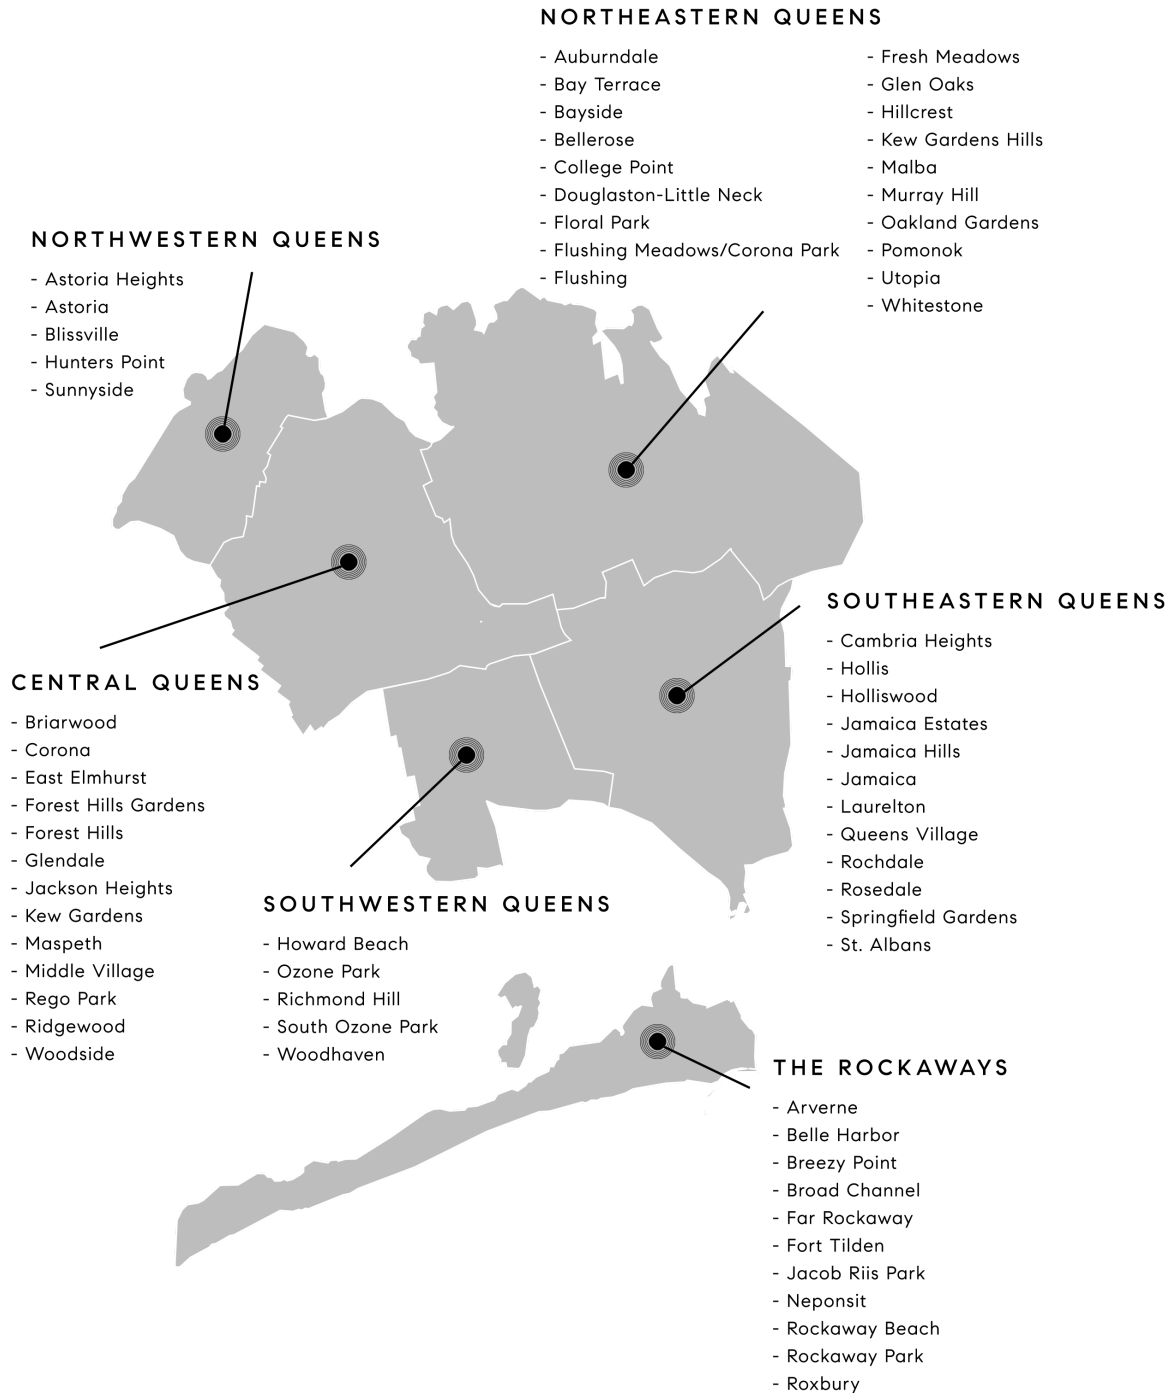 NORTHEASTERN QUEENS
- Auburndale
- Bay Terrace
- Bayside
- Bellerose
- College Point
- Douglaston-Little Neck
- Floral Park
- Flushing Meadows/Corona Park
- Flushing
- Fresh Meadows
- Glen Oaks
- Hillcrest
- Kew Gardens Hills
- Malba
- Murray Hill
- Oakland Gardens
- Pomonok
- Utopia
- Whitestone
NORTHWESTERN QUEENS
- Astoria Heights
- Astoria
- Blissville
- Hunters Point
- Sunnyside
SOUTHEASTERN QUEENS
- Cambria Heights
- Hollis
- Holliswood
- Jamaica Estates
- Jamaica Hills
- Jamaica
- Laurelton
- Queens Village
- Rochdale
- Rosedale
- Springfield Gardens
- St. Albans
CENTRAL QUEENS
- Briarwood
- Corona
- East Elmhurst
- Forest Hills Gardens
- Forest Hills
- Glendale
- Jackson Heights
- Kew Gardens
- Maspeth
- Middle Village
- Rego Park
- Ridgewood
- Woodside
SOUTHWESTERN QUEENS
- Howard Beach
- Ozone Park
- Richmond Hill
- South Ozone Park
- Woodhaven
THE ROCKAWAYS
- Arverne
- Belle Harbor
- Breezy Point
- Broad Channel
- Far Rockaway
- Fort Tilden
- Jacob Riis Park
- Neponsit
- Rockaway Beach
- Rockaway Park
- Roxbury